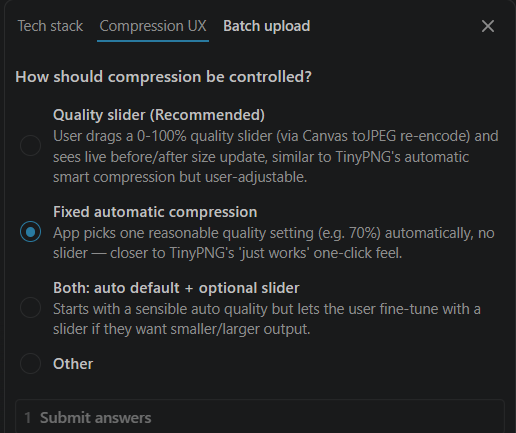 Tech stack Compression UX Batch upload
How should compression be controlled?
Quality slider (Recommended)
User drags a 0-100% quality slider (via Canvas toJPEG re-encode) and
sees live before/after size update, similar to TinyPNG's automatic
smart compression but user-adjustable.
Fixed automatic compression
App picks one reasonable quality setting (e.g. 70%) automatically, no
slider — closer to TinyPNG's 'just works' one-click feel.
Both: auto default + optional slider
Starts with a sensible auto quality but lets the user fine-tune with a
slider if they want smaller/larger output.
Other
1 Submit answers